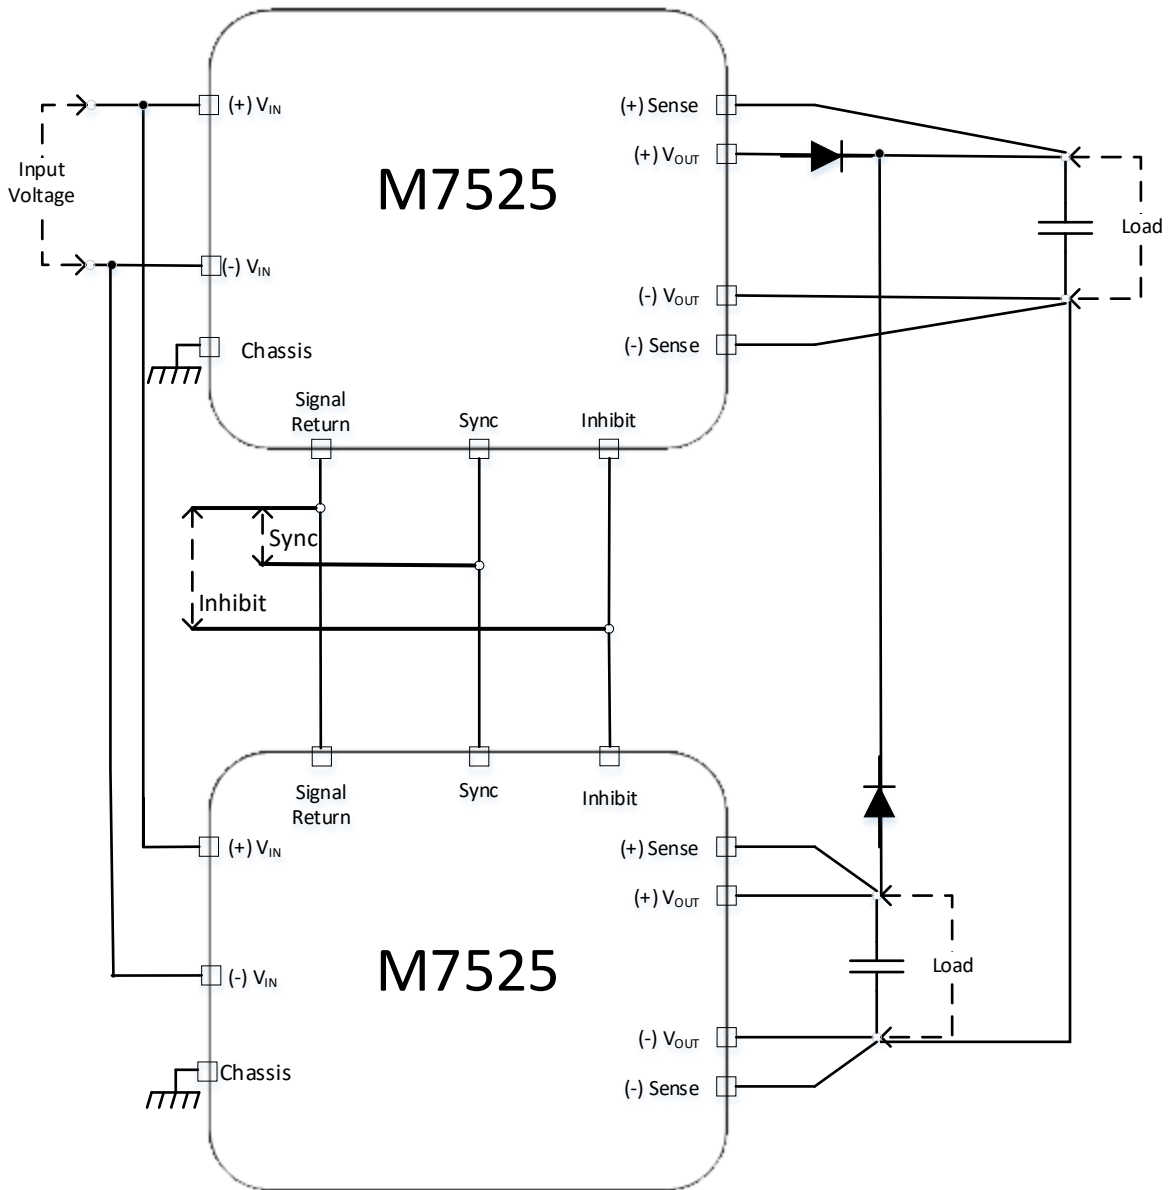 (+) VIN
(+) Sense
Input
Voltage
(+) VOUT
M7525
Load
(-) VIN
(-) VOUT
Chassis
(-) Sense
Signal
Return
Sync
Inhibit
Sync
Inhibit
Signal
Return
Sync
Inhibit
(+) VIN
(+) Sense
(+) VOUT
M7525
Load
(-) VIN
(-) VOUT
Chassis
(-) Sense